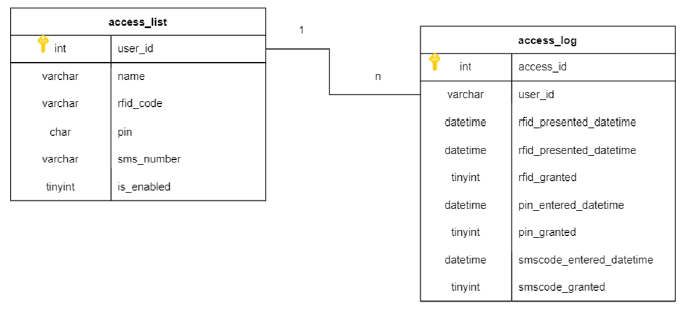 access_list
int user_id
varchar name
varchar rfid_code
char pin
varchar sms_number
tinyint is_enabled
1
n
access_log
int access_id
varchar user_id
datetime rfid_presented_datetime
datetime rfid_presented_datetime
tinyint rfid_granted
datetime pin_entered_datetime
tinyint pin_granted
datetime smscode_entered_datetime
tinyint smscode_granted